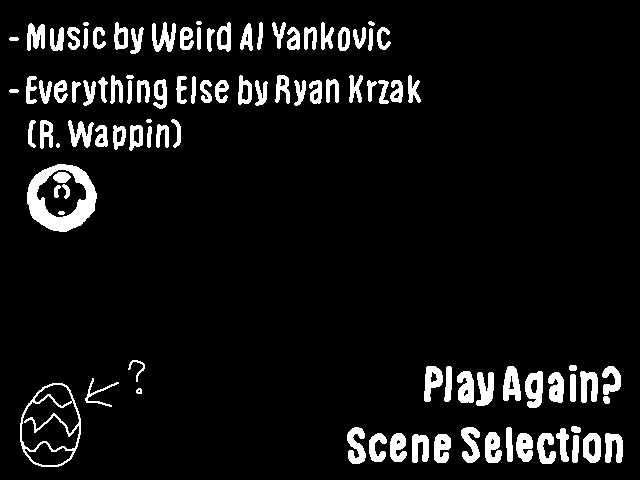 - Music by Weird Al Yankovic
- Everything Else by Ryan Krzak
(R. Wappin)
?
Play Again?
Scene Selection